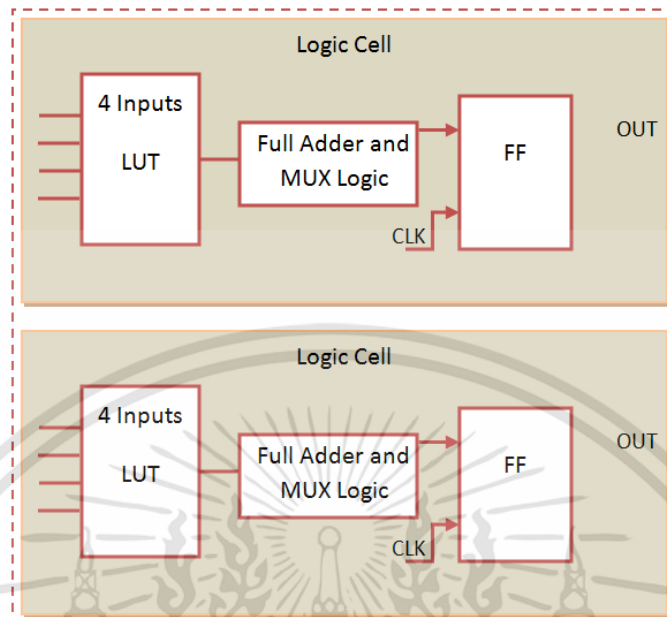 Logic Cell
4 Inputs
LUT
Full Adder and
MUX Logic
FF
OUT
CLK
Logic Cell
4 Inputs
LUT
Full Adder and
MUX Logic
FF
OUT
CLK